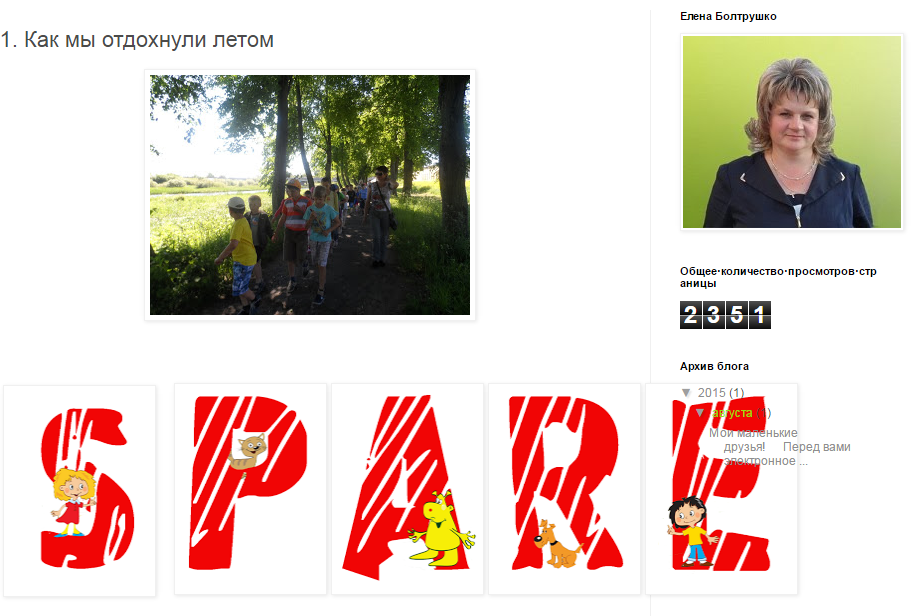 1. Как мы отдохнули летом
S P A R E
Елена Болтрушко
Общее·количество·просмотров·стр
аницы
2351
Архив блога
▼ 2015 (1)
▼ августа (1)
Мои маленькие
друзья! Перед вами
электронное ...